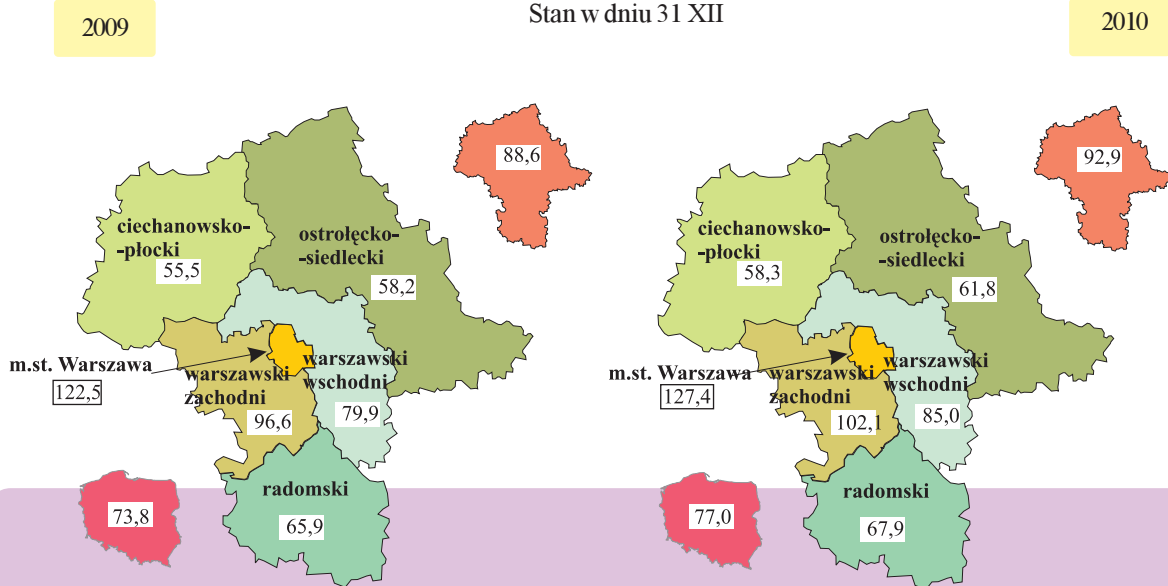 2009
Stan w dniu 31 XII
2010
88,6
ciechanowsko-
-płocki
55,5
ostrołęcko-
-siedlecki
58,2
m.st. Warszawa
122,5
warszawski
zachodni
96,6
warszawski
wschodni
79,9
radomski
65,9
73,8
92,9
ciechanowsko-
-płocki
58,3
ostrołęcko-
-siedlecki
61,8
m.st. Warszawa
127,4
warszawski
zachodni
102,1
warszawski
wschodni
85,0
radomski
67,9
77,0